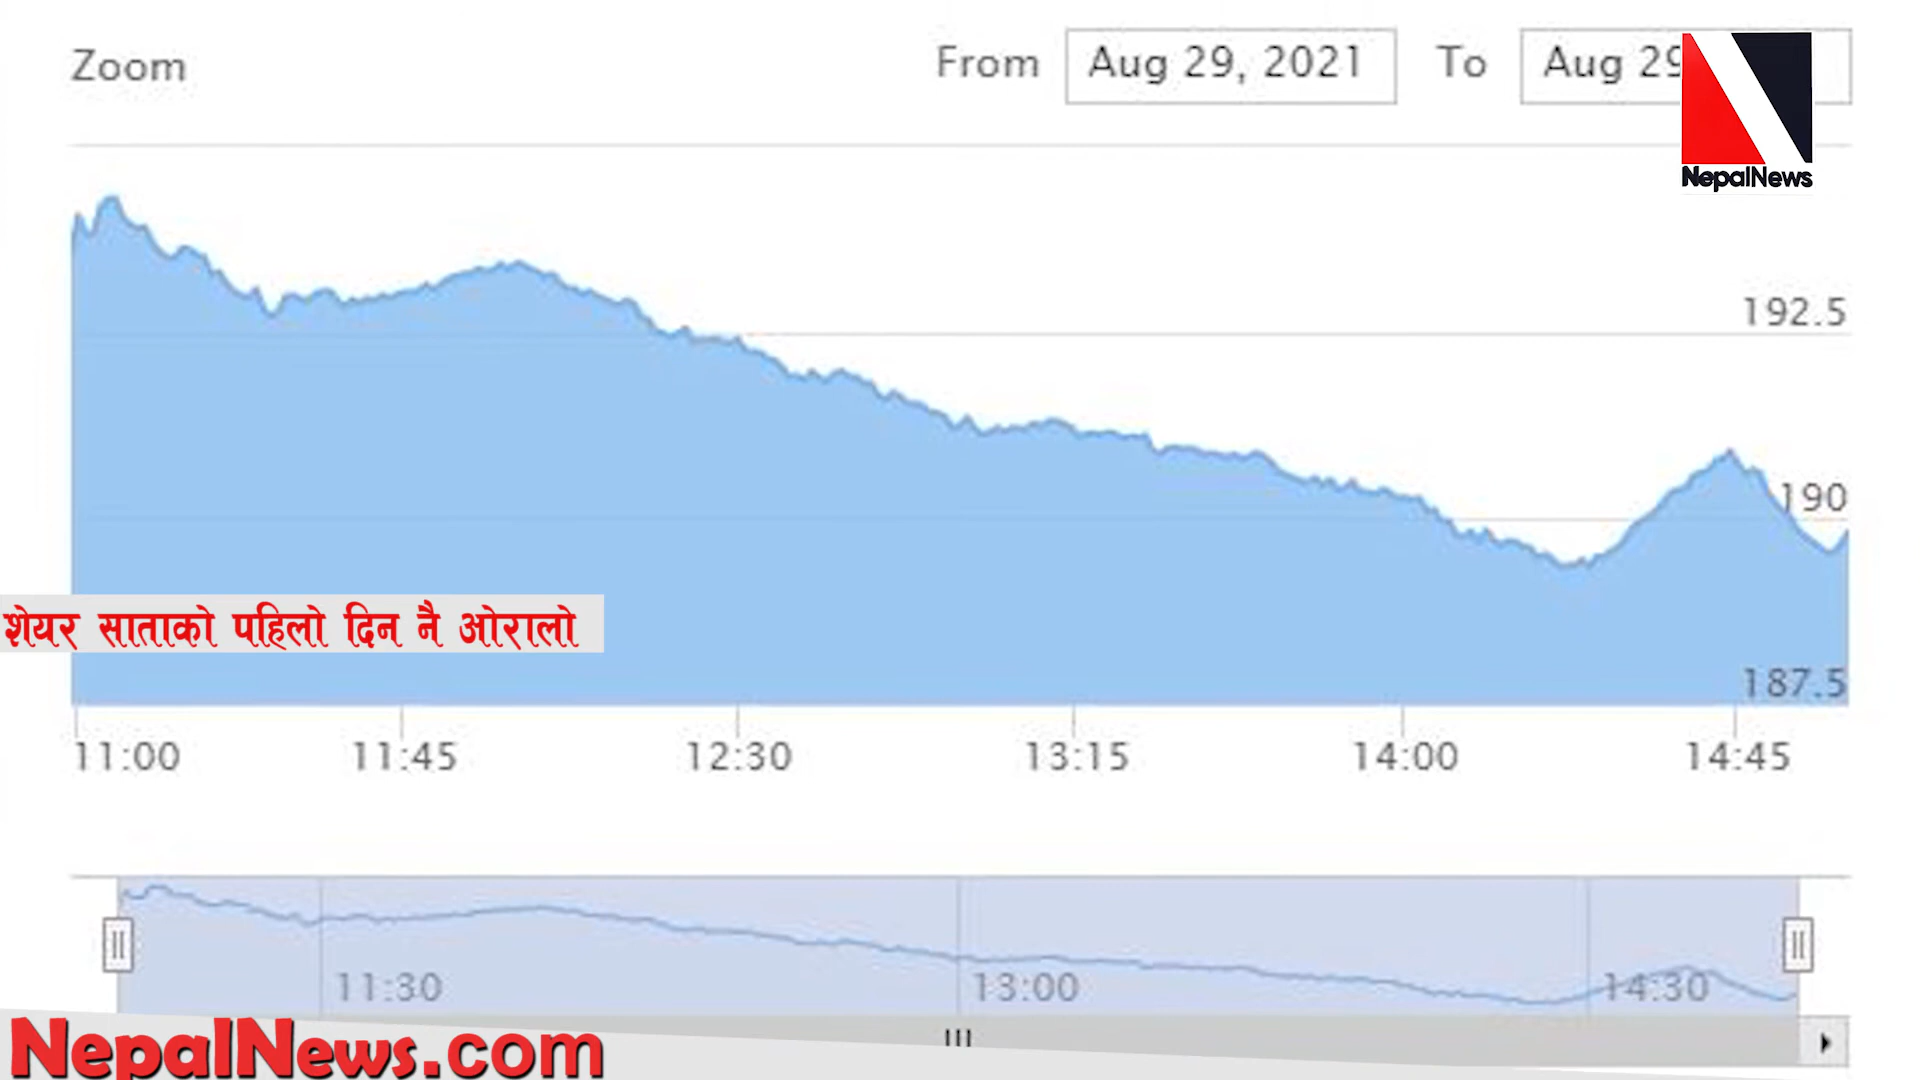 Zoom
From Aug 29, 2021 To Aug 29
NepalNews
192.5
190
शेयर साताको पहिलो दिन नै ओरालो
187.5
11:00 11:45 12:30 13:15 14:00 14:45
11:30 13:00 14:30
NepalNews.com